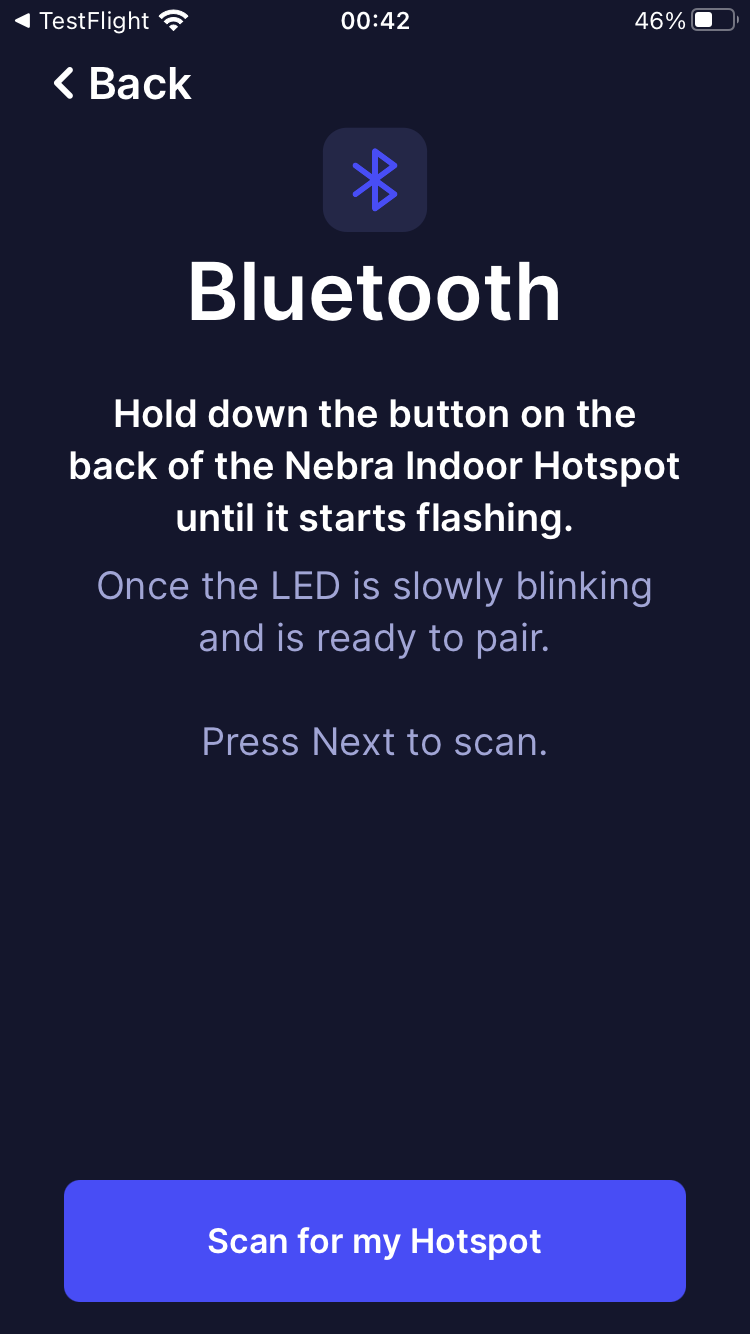 TestFlight 00:42 46%
Back
Bluetooth
Hold down the button on the
back of the Nebra Indoor Hotspot
until it starts flashing.
Once the LED is slowly blinking
and is ready to pair.
Press Next to scan.
Scan for my Hotspot